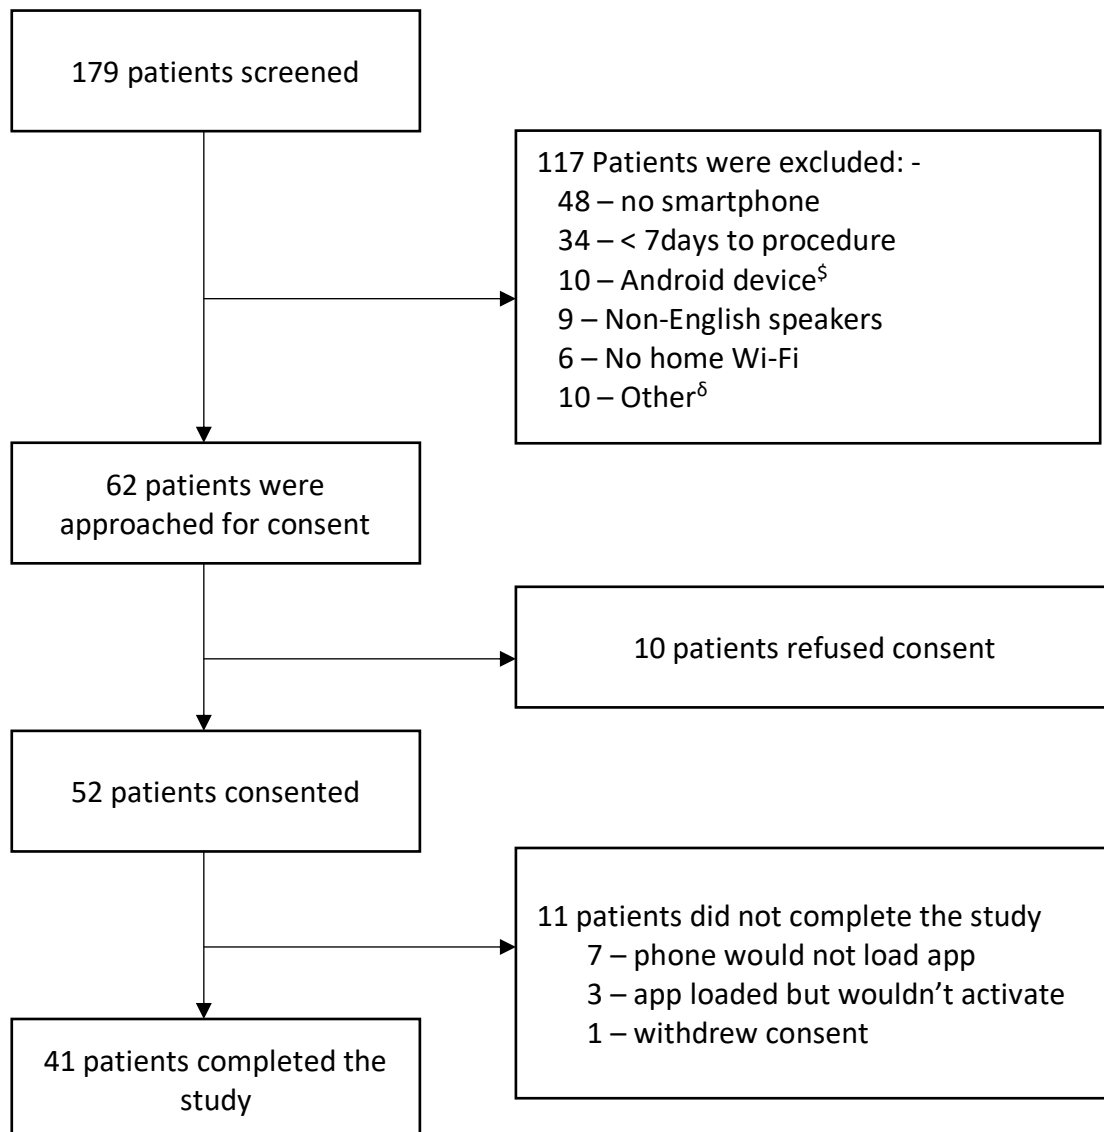 179 patients screened
117 Patients were excluded: -
48 – no smartphone
34 – < 7days to procedure
10 – Android device$
9 – Non-English speakers
6 – No home Wi-Fi
10 – Otherδ
62 patients were
approached for consent
10 patients refused consent
52 patients consented
11 patients did not complete the study
7 – phone would not load app
3 – app loaded but wouldn’t activate
1 – withdrew consent
41 patients completed the
study